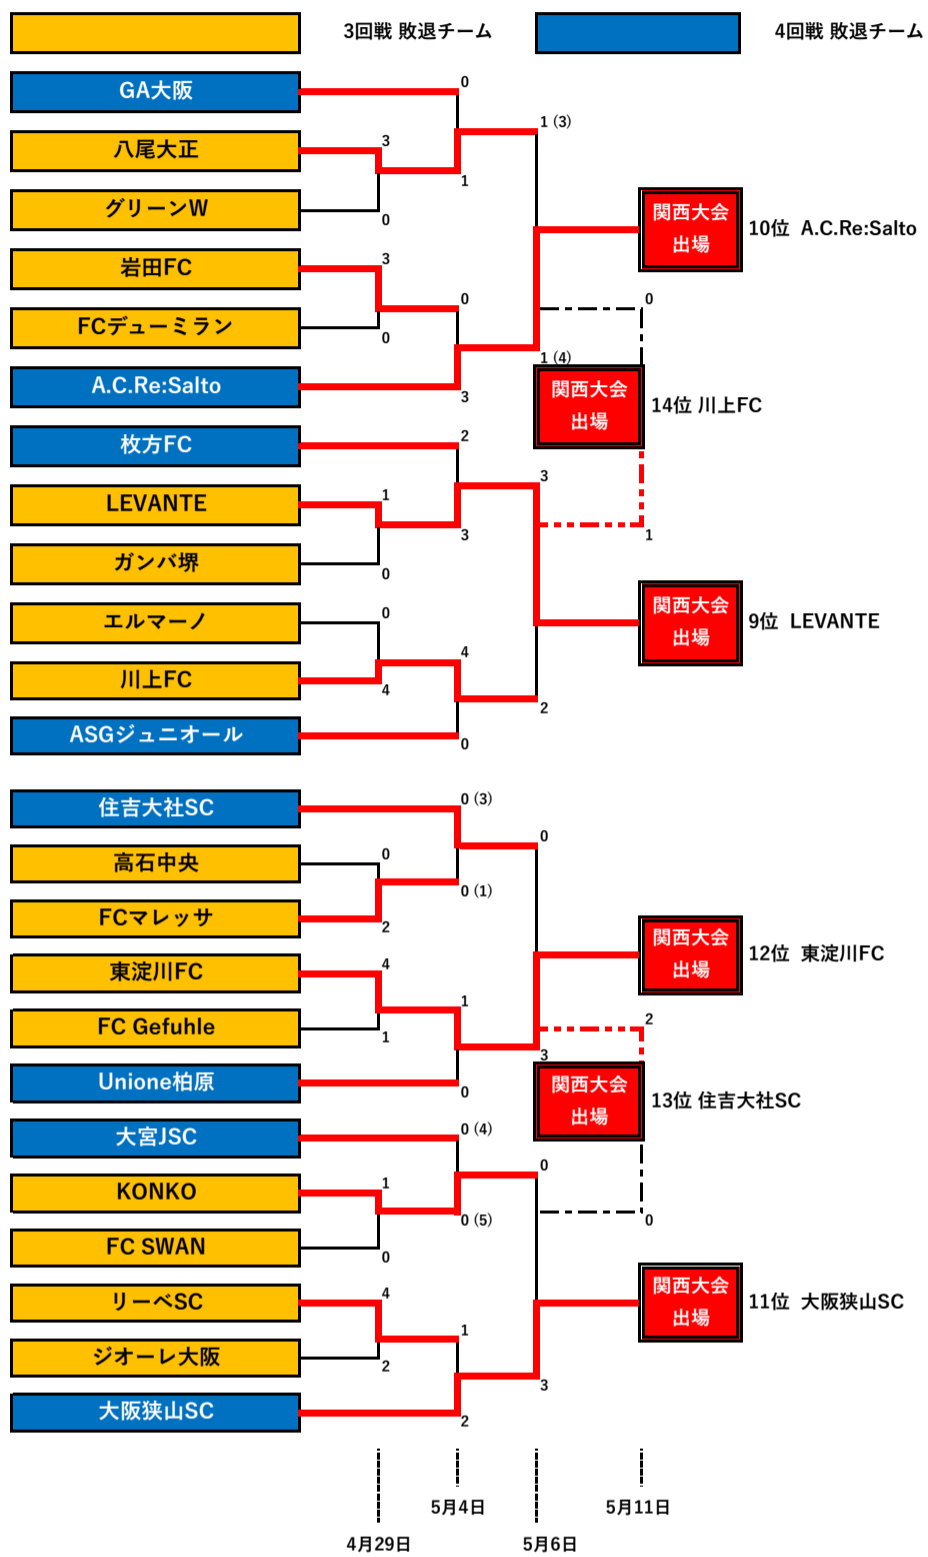 3回戦 敗退チーム
4回戦 敗退チーム
GA大阪
0
1 (3)
八尾大正
3
1
グリーンW
0
関西大会
出場
10位 A.C.Re:Salto
岩田FC
3
0
0
FCデューミラン
0
1 (4)
A.C.Re:Salto
3
関西大会
出場
14位 川上FC
枚方FC
2
3
LEVANTE
1
3
1
ガンバ堺
0
エルマーノ
0
関西大会
出場
9位 LEVANTE
川上FC
4
4
2
ASGジュニオール
0
住吉大社SC
0 (3)
0
高石中央
0
0 (1)
FCマレッサ
2
関西大会
出場
12位 東淀川FC
東淀川FC
4
1
2
FC Gefuhle
1
3
Unione柏原
0
関西大会
出場
13位 住吉大社SC
大宮JSC
0 (4)
0
KONKO
1
0 (5)
0
FC SWAN
0
リーベSC
4
1
関西大会
出場
11位 大阪狭山SC
ジオーレ大阪
2
3
大阪狭山SC
2
5月4日
5月11日
4月29日
5月6日